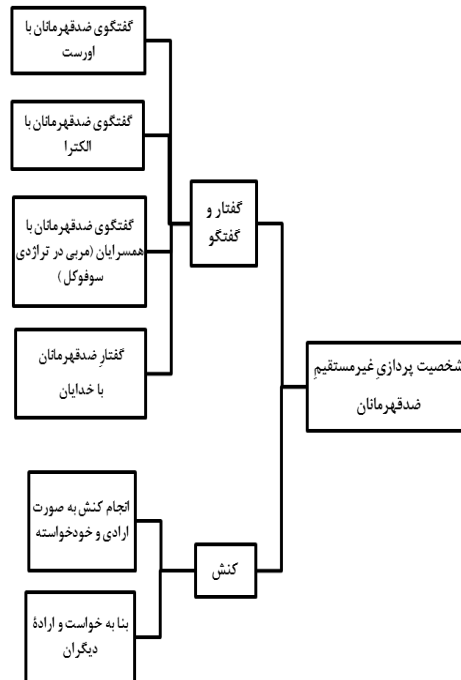 گفتگوی ضدقهرمانان با
اورست
گفتگوی ضدقهرمانان با
الکترا
گفتار و
گفتگو
گفتگوی ضدقهرمانان با
همسرایان (مربی در تراژدی
سوفوکل)
گفتارِ ضدقهرمانان
با خدایان
شخصیت پردازیِ غیرمستقیمِ
ضدقهرمانان
انجام کنش به صورت
ارادی و خودخواسته
کنش
بنا به خواست و ارادۀ
دیگران